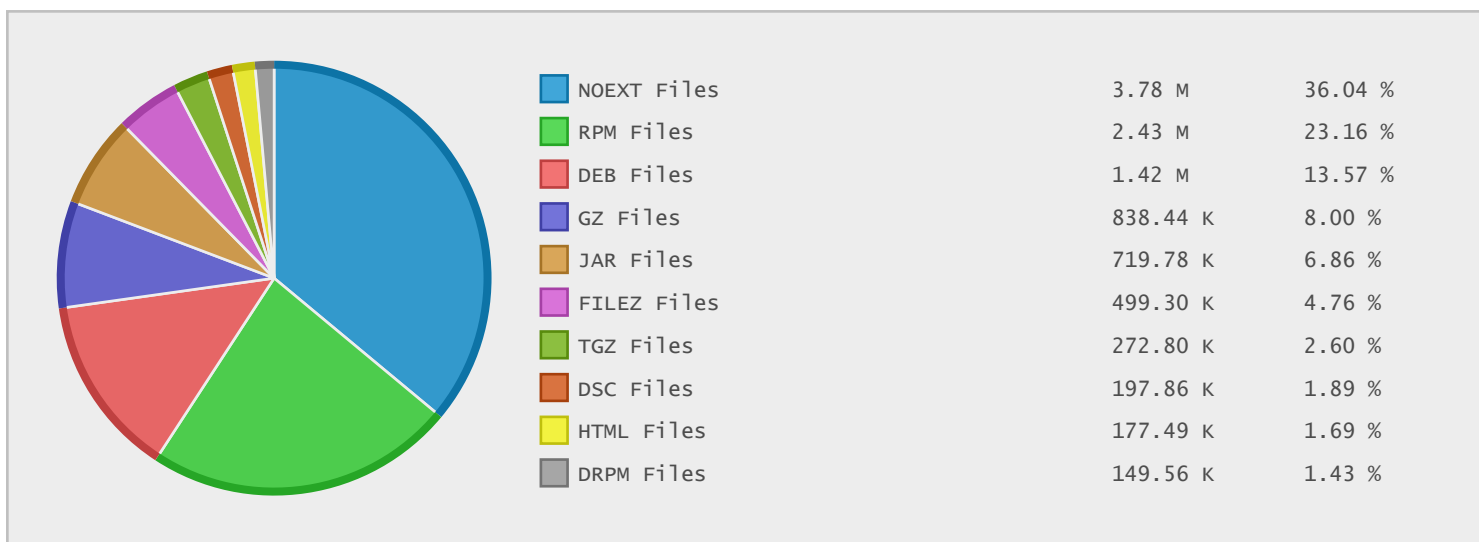 NOEXT Files 3.78 M 36.04 %
RPM Files 2.43 M 23.16 %
DEB Files 1.42 M 13.57 %
GZ Files 838.44 K 8.00 %
JAR Files 719.78 K 6.86 %
FILEZ Files 499.30 K 4.76 %
TGZ Files 272.80 K 2.60 %
DSC Files 197.86 K 1.89 %
HTML Files 177.49 K 1.69 %
DRPM Files 149.56 K 1.43 %